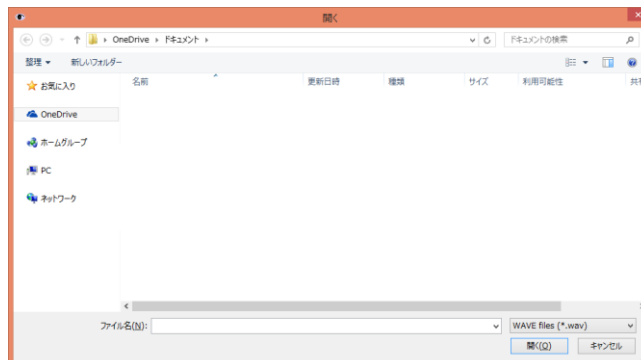 開く
OneDrive ▸ ドキュメント ▸
ドキュメントの検索
整理 ▾ 新しいフォルダー
名前 更新日時 種類 サイズ 利用可能性 共有
お気に入り
OneDrive
ホームグループ
PC
ネットワーク
ファイル名(N):
WAVE files (*.wav)
開く(O) キャンセル